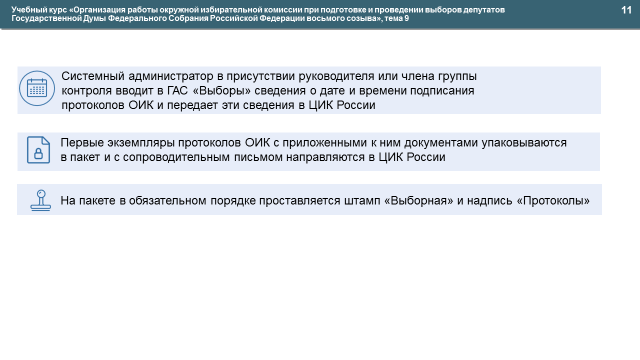 Учебный курс «Организация работы окружной избирательной комиссии при подготовке и проведении выборов депутатов
Государственной Думы Федерального Собрания Российской Федерации восьмого созыва», тема 9
11
Системный администратор в присутствии руководителя или члена группы
контроля вводит в ГАС «Выборы» сведения о дате и времени подписания
протоколов ОИК и передает эти сведения в ЦИК России
Первые экземпляры протоколов ОИК с приложенными к ним документами упаковываются
в пакет и с сопроводительным письмом направляются в ЦИК России
На пакете в обязательном порядке проставляется штамп «Выборная» и надпись «Протоколы»